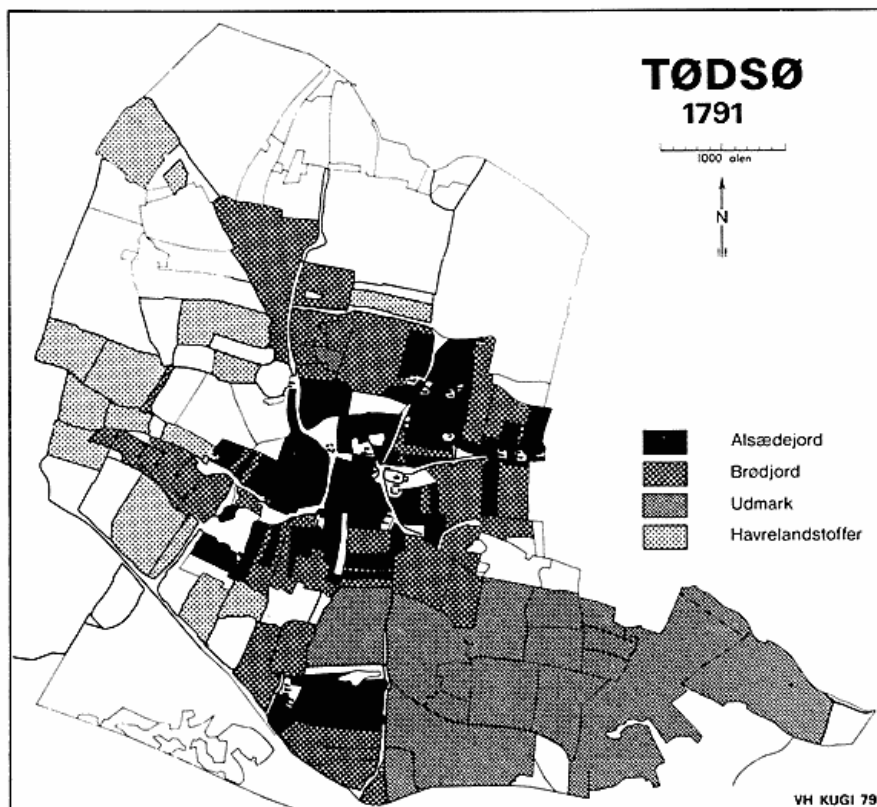 TØDSØ
1791
1000 alen
N
Alsædejord
Brødjord
Udmark
Havrelandstoffer
VH KUGI 79